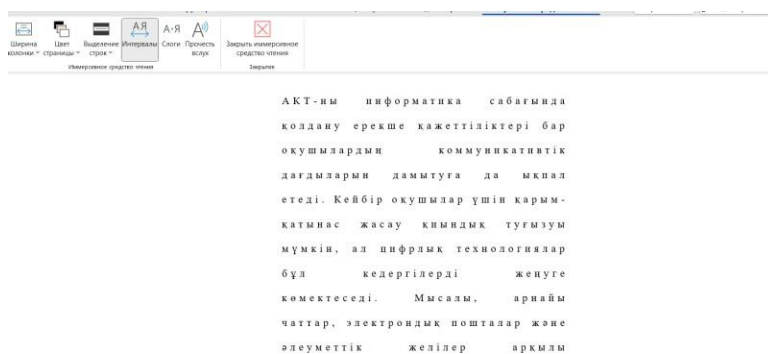 АЯ А·Я А
Ширина Цвет Выделение Интервалы Слоги Прочесть Закрыть иммерсивное
колонки страницы строк вслух средство чтения
Иммерсивное средство чтения Закрытие
АКТ-ны информатика сабағында
қолдану ерекше қажеттіліктері бар
оқушылардың коммуникативтік
дағдыларын дамытуға да ықпал
етеді. Кейбір оқушылар үшін қарым-
қатынас жасау қиындық туғызуы
мүмкін, ал цифрлық технологиялар
бұл кедергілерді жеңуге
көмектеседі. Мысалы, арнайы
чаттар, электрондық пошталар және
әлеуметтік желілер арқылы